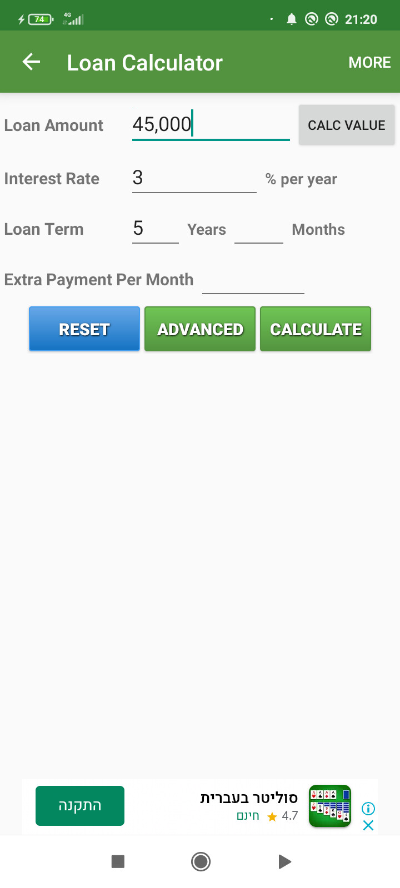 74 4G 21:20
Loan Calculator MORE
Loan Amount 45,000 CALC VALUE
Interest Rate 3 % per year
Loan Term 5 Years Months
Extra Payment Per Month
RESET ADVANCED CALCULATE
סוליטר בעברית
4.7 חינם
התקנה